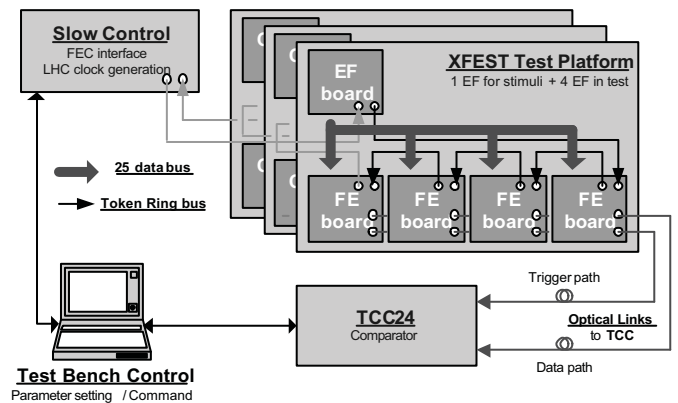 Slow Control
FEC interface
LHC clock generation
XFEST Test Platform
1 EF for stimuli + 4 EF in test
EF
board
25 data bus
Token Ring bus
FE
board
FE
board
FE
board
FE
board
Trigger path
TCC24
Comparator
Optical Links
to TCC
Data path
Test Bench Control
Parameter setting / Command